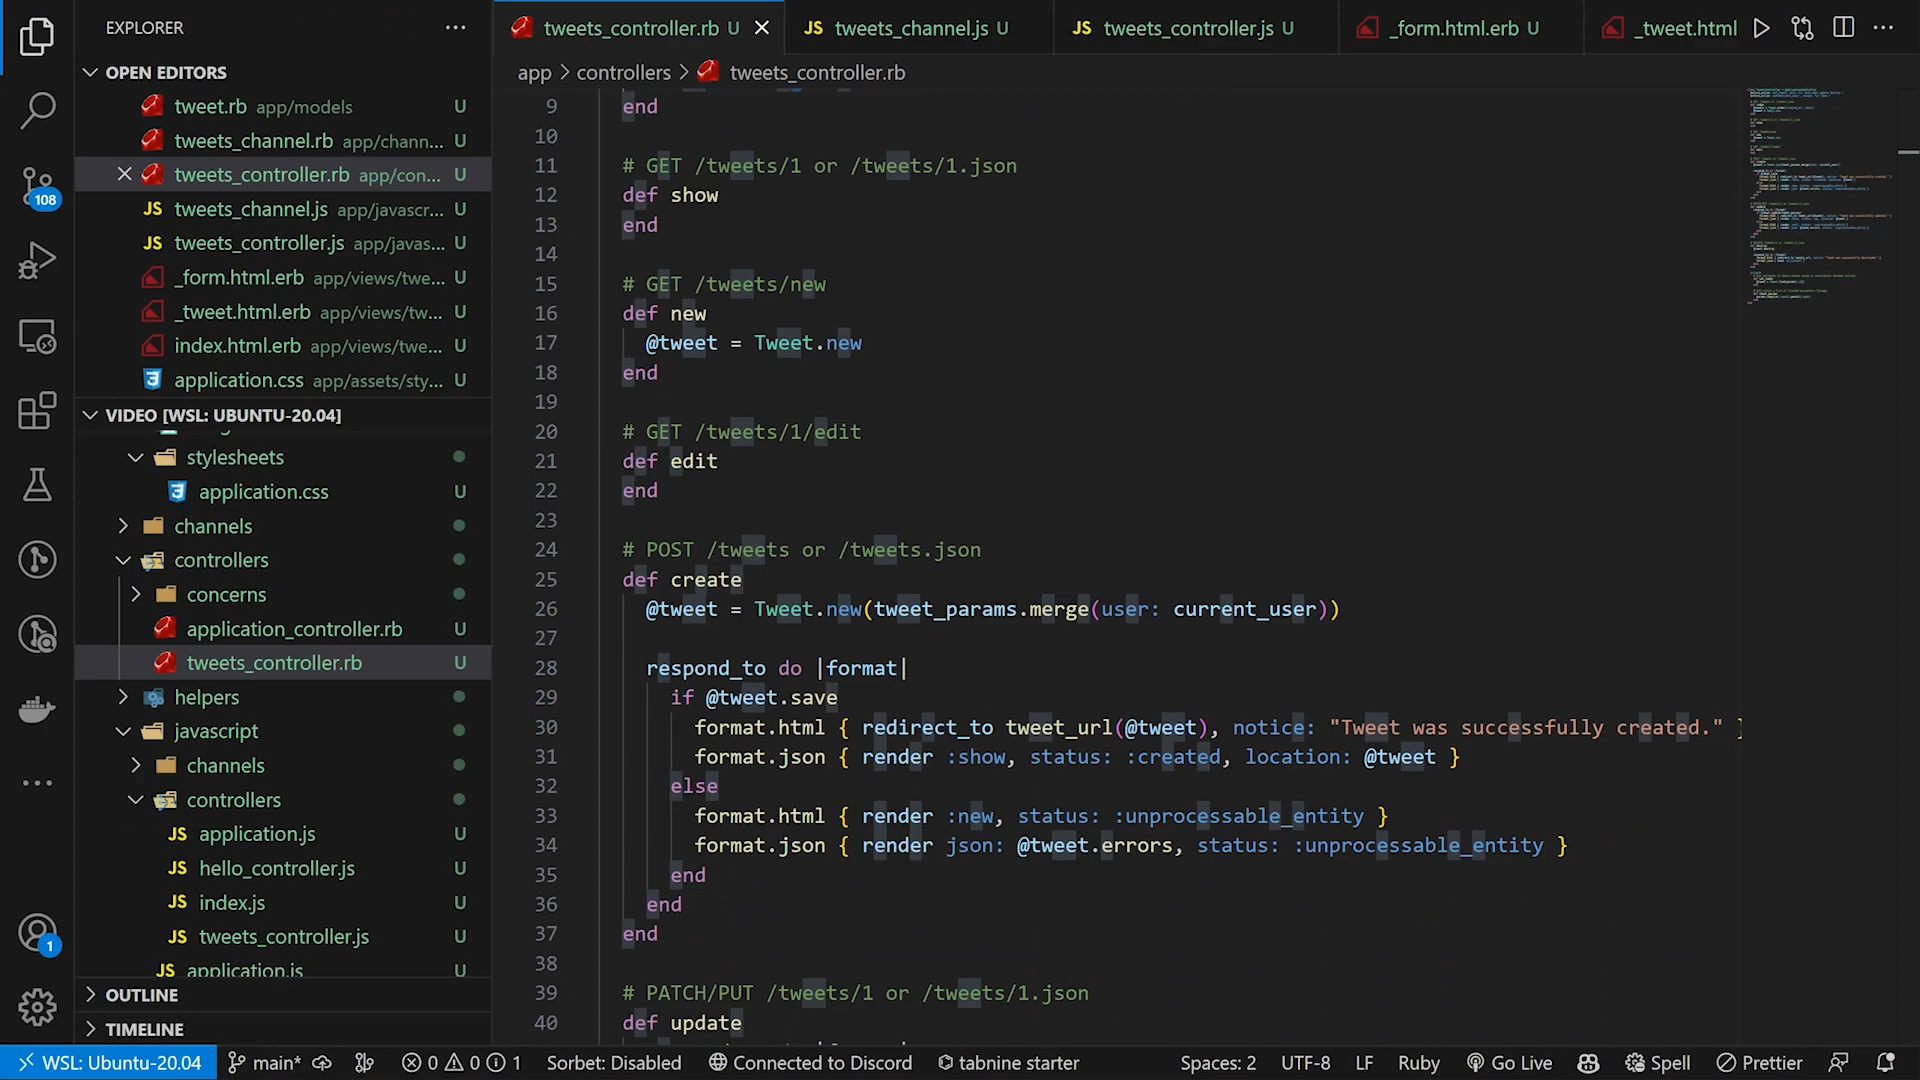 EXPLORER
OPEN EDITORS
tweet.rb app/models U
tweets_channel.rb app/chann... U
tweets_controller.rb app/con... U
tweets_channel.js app/javascr... U
tweets_controller.js app/javas... U
_form.html.erb app/views/twe... U
_tweet.html.erb app/views/tw... U
index.html.erb app/views/twe... U
application.css app/assets/sty... U
VIDEO [WSL: UBUNTU-20.04]
stylesheets
application.css U
channels
controllers
concerns
application_controller.rb U
tweets_controller.rb U
helpers
javascript
channels
controllers
JS application.js U
JS hello_controller.js U
JS index.js U
JS tweets_controller.js U
JS application.js U
OUTLINE
TIMELINE
108
1
tweets_controller.rb U
JS tweets_channel.js U
JS tweets_controller.js U
_form.html.erb U
_tweet.html
app > controllers > tweets_controller.rb
9 end
10
11 # GET /tweets/1 or /tweets/1.json
12 def show
13 end
14
15 # GET /tweets/new
16 def new
17 @tweet = Tweet.new
18 end
19
20 # GET /tweets/1/edit
21 def edit
22 end
23
24 # POST /tweets or /tweets.json
25 def create
26 @tweet = Tweet.new(tweet_params.merge(user: current_user))
27
28 respond_to do |format|
29 if @tweet.save
30 format.html { redirect_to tweet_url(@tweet), notice: "Tweet was successfully created." }
31 format.json { render :show, status: :created, location: @tweet }
32 else
33 format.html { render :new, status: :unprocessable_entity }
34 format.json { render json: @tweet.errors, status: :unprocessable_entity }
35 end
36 end
37 end
38
39 # PATCH/PUT /tweets/1 or /tweets/1.json
40 def update
WSL: Ubuntu-20.04 main* 0 0 1 Sorbet: Disabled Connected to Discord tabnine starter Spaces: 2 UTF-8 LF Ruby Go Live Spell Prettier